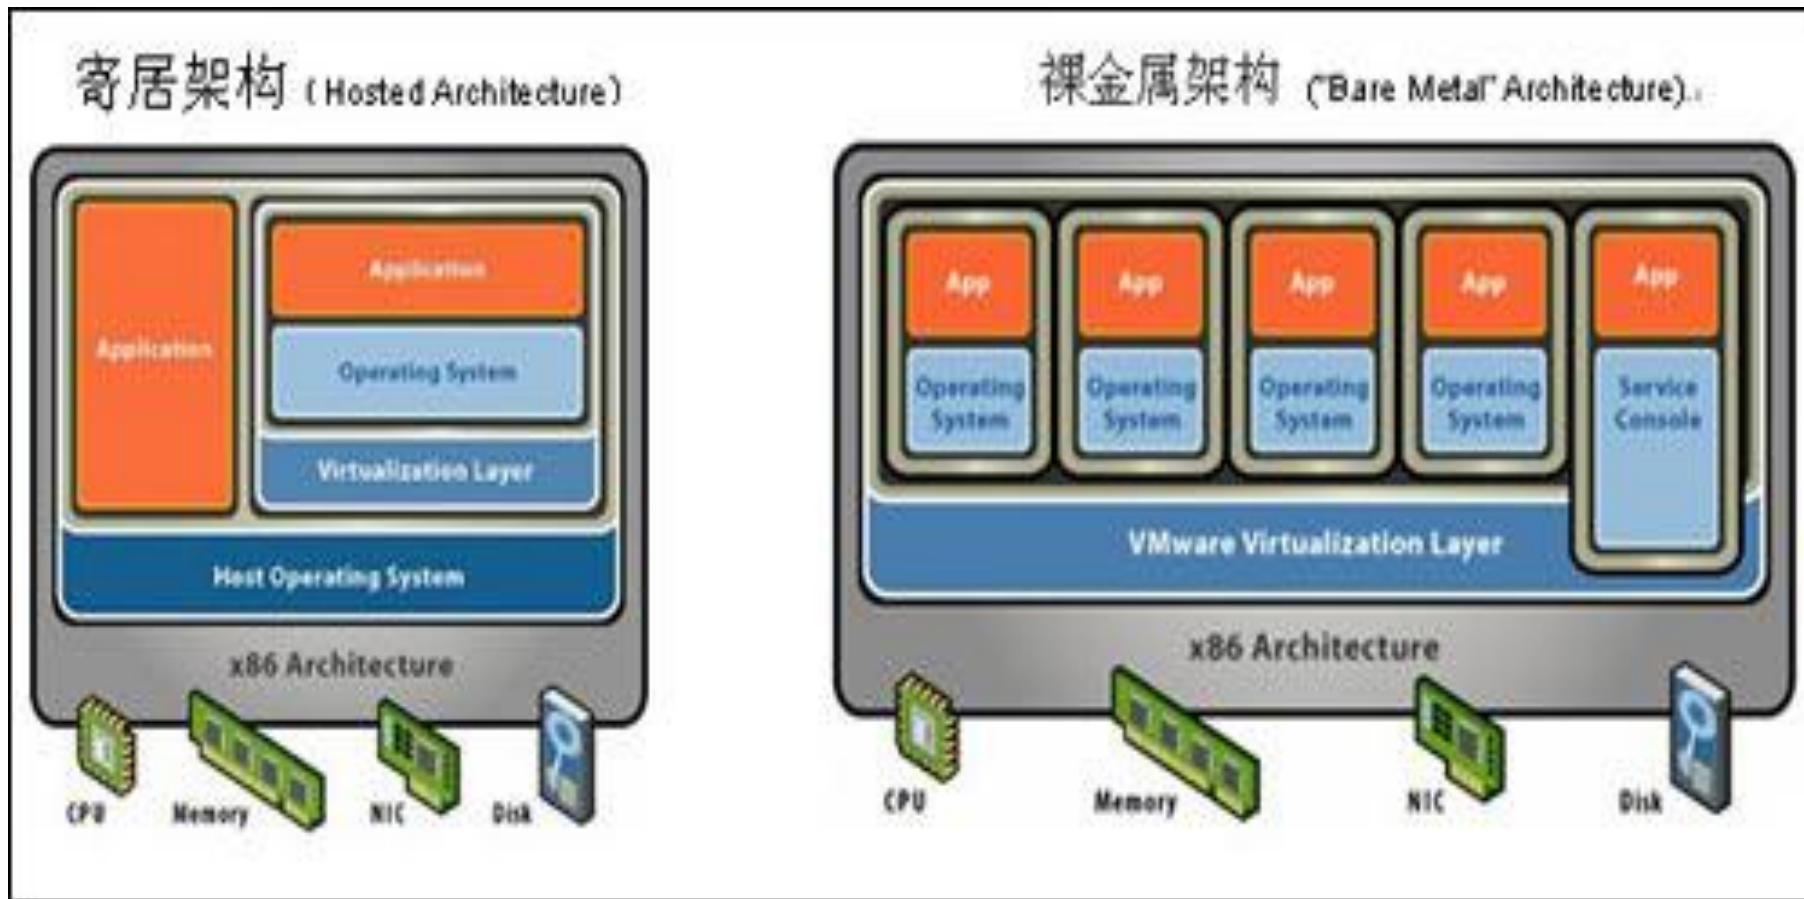 寄居架构 ( Hosted Architecture )
Application
Application
Operating System
Virtualization Layer
Host Operating System
x86 Architecture
CPU
Memory
NIC
Disk
裸金属架构 ("Bare Metal" Architecture).
App
App
App
App
App
Operating
System
Operating
System
Operating
System
Operating
System
Service
Console
VMware Virtualization Layer
x86 Architecture
CPU
Memory
NIC
Disk